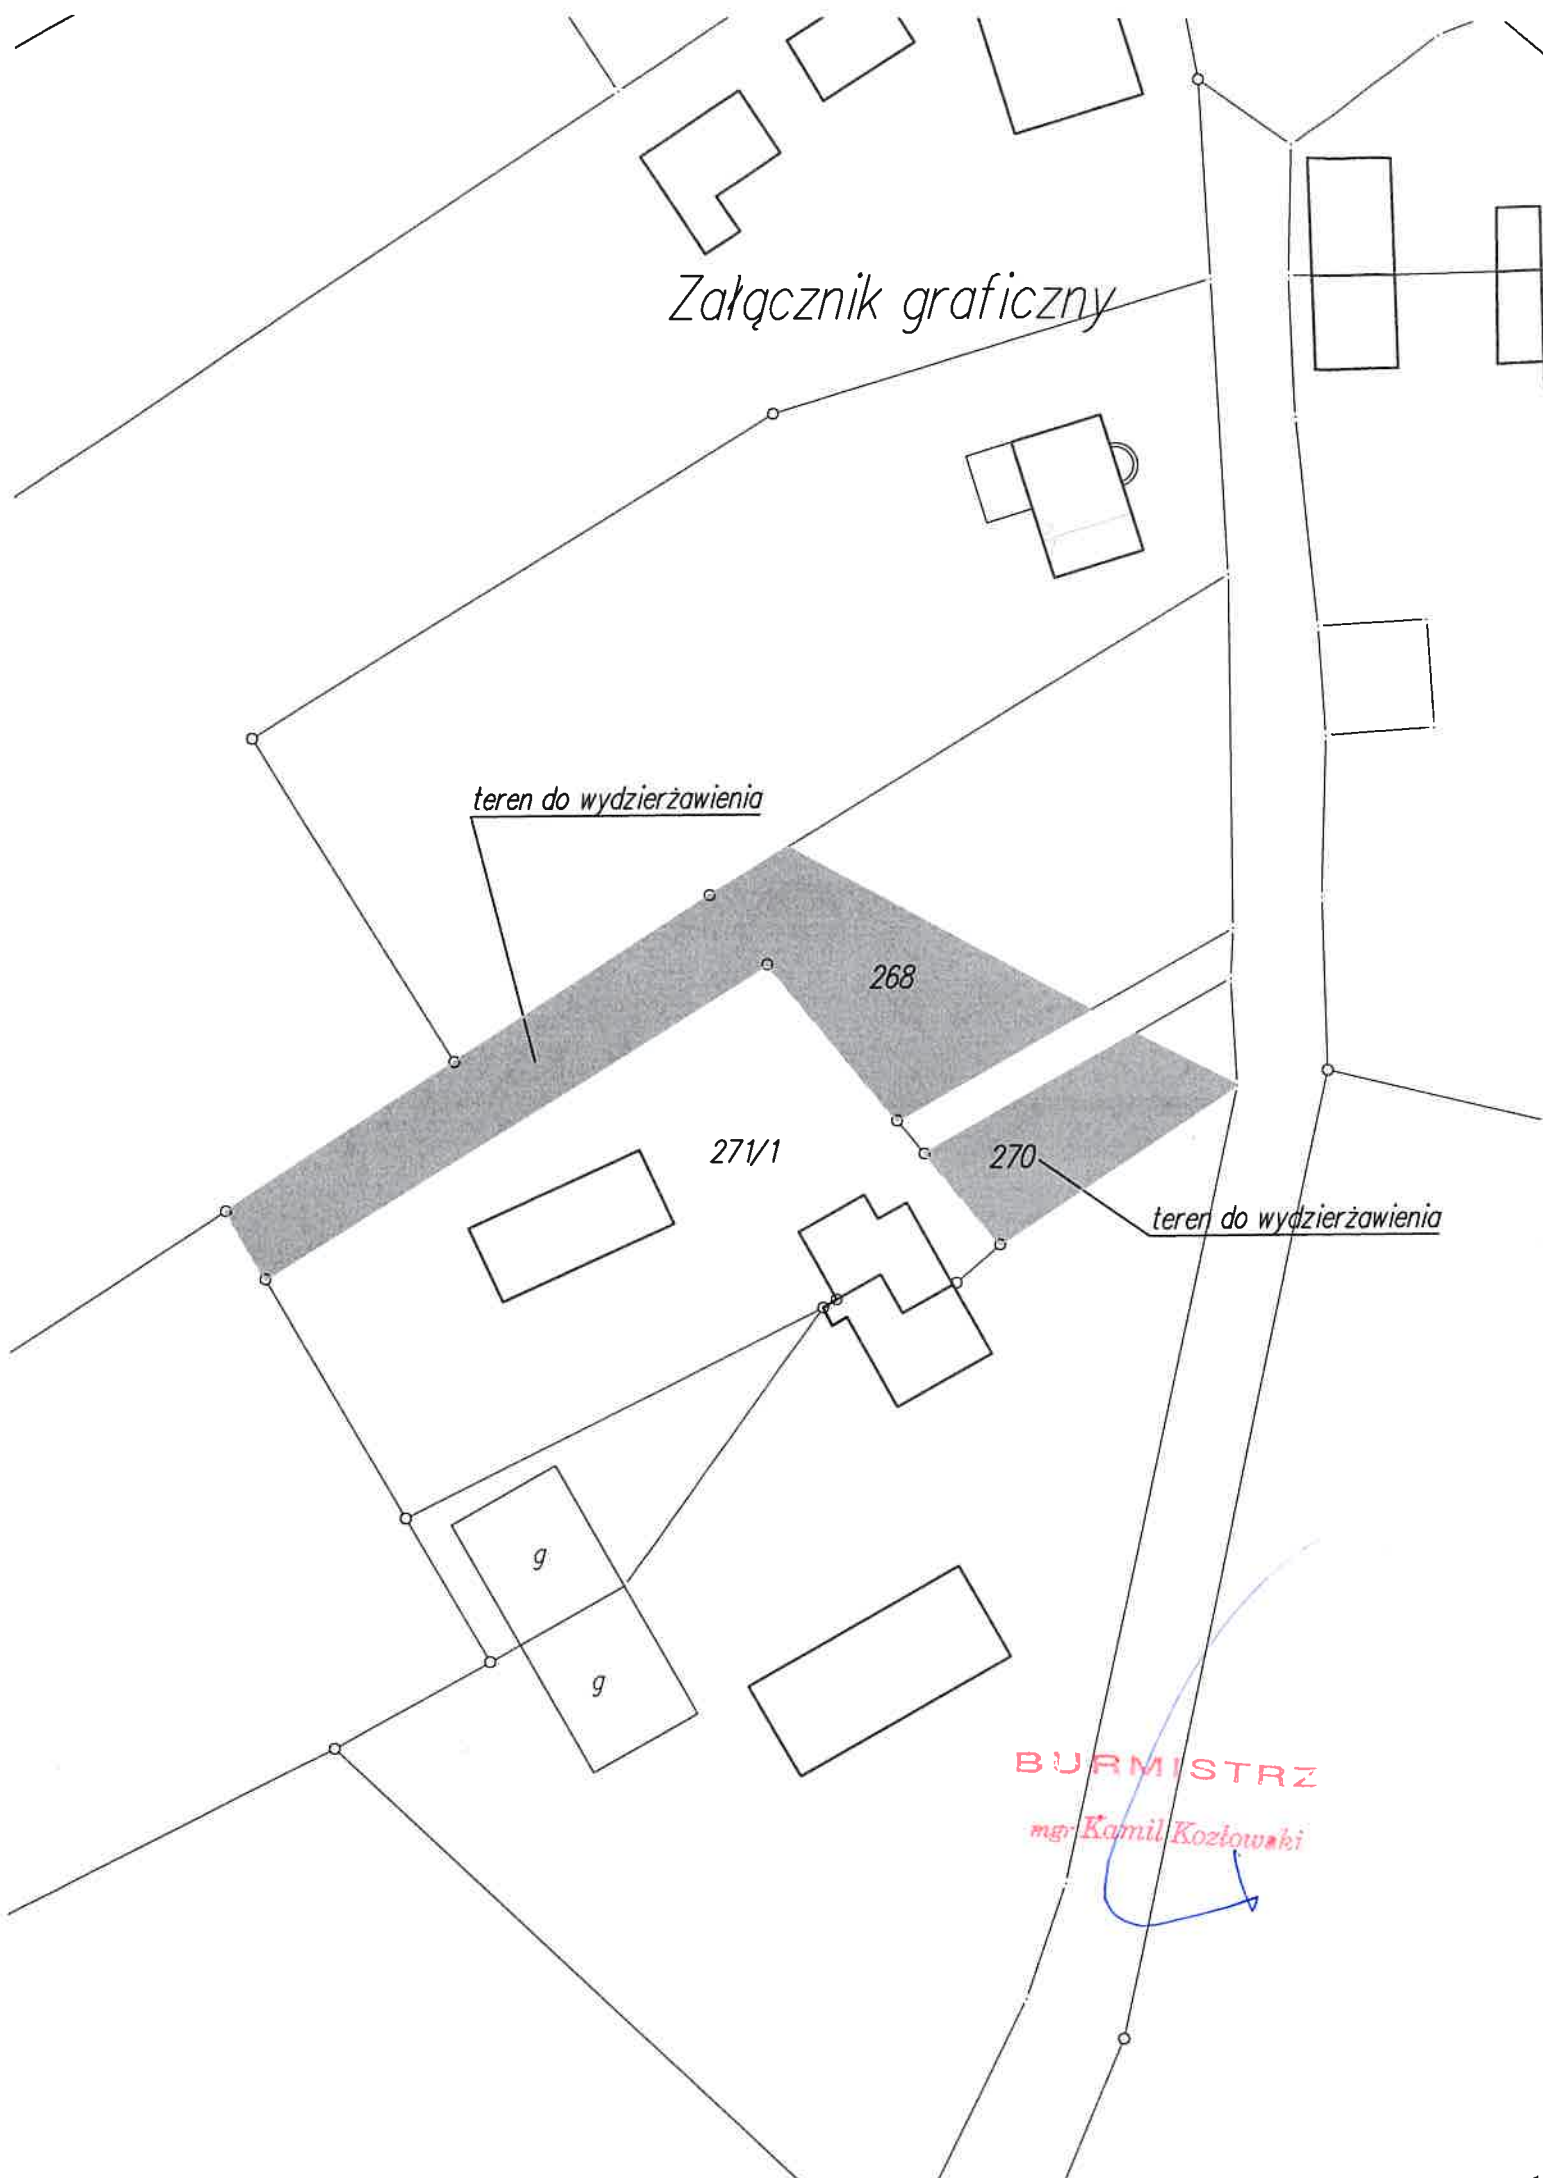 Załącznik graficzny
teren do wydzierżawienia
268
271/1
270
teren do wydzierżawienia
g
g
BURMISTRZ
mgr Kamil Kozłowski